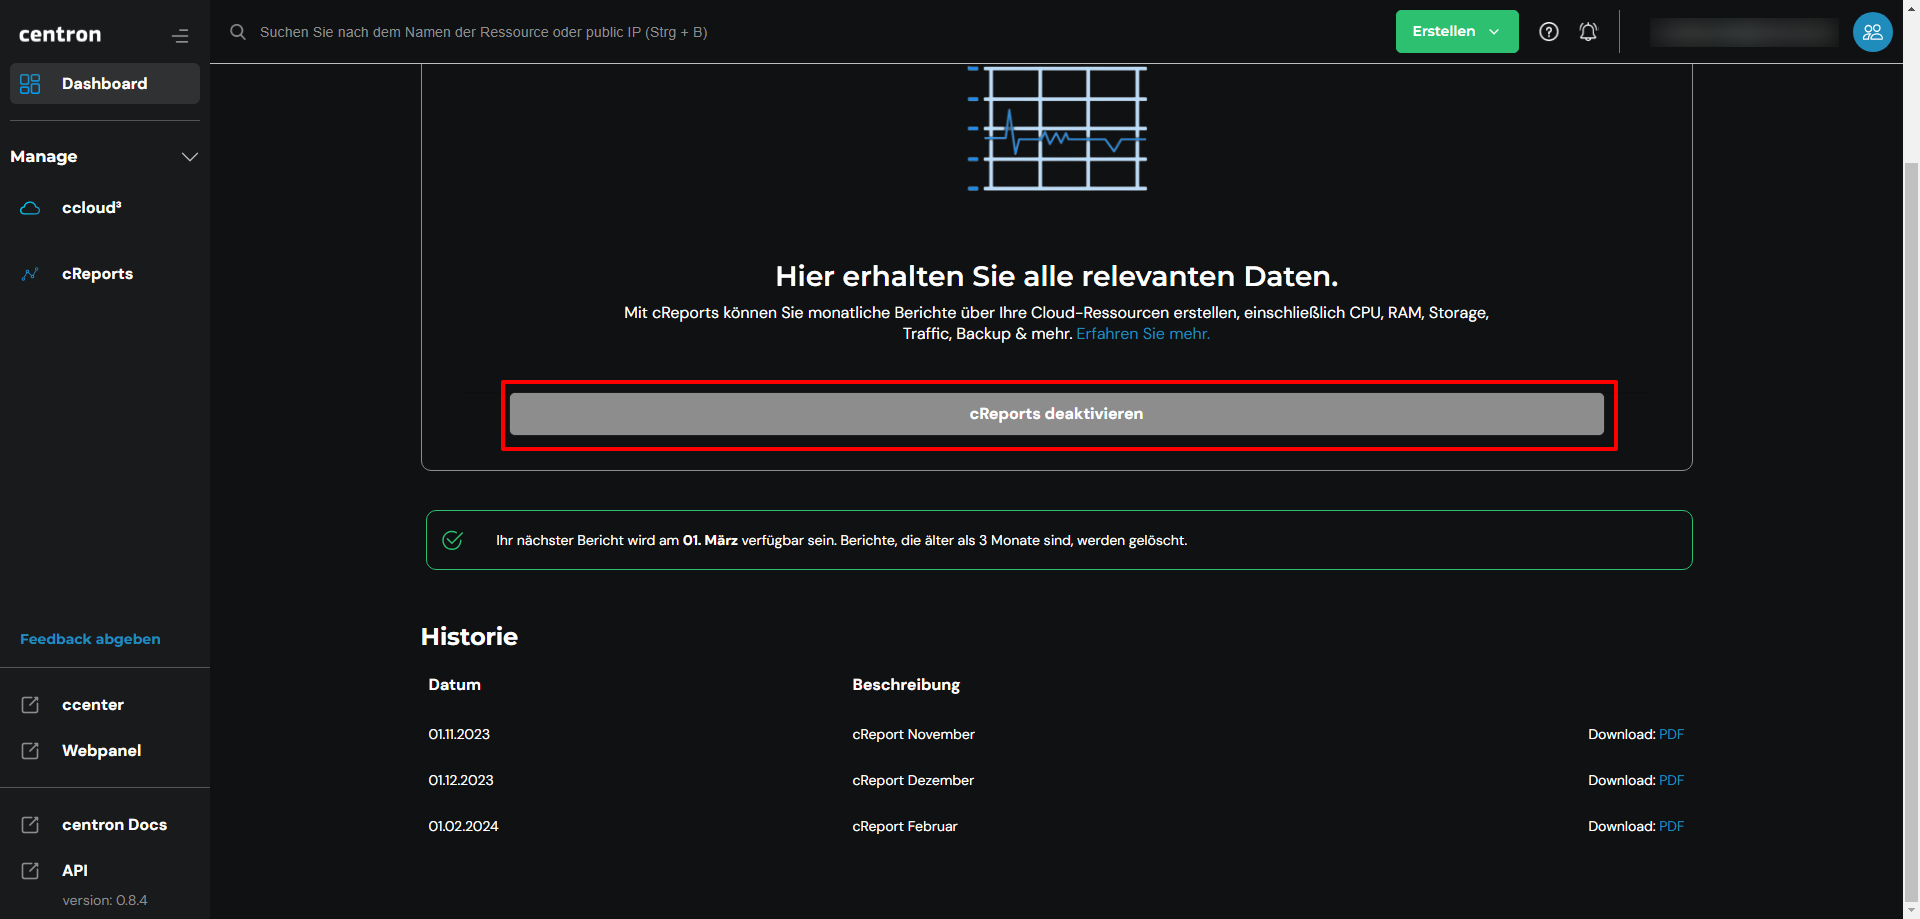 centron
Suchen Sie nach dem Namen der Ressource oder public IP (Strg + B)
Erstellen
Dashboard
Manage
ccloud³
cReports
Hier erhalten Sie alle relevanten Daten.
Mit cReports können Sie monatliche Berichte über Ihre Cloud-Ressourcen erstellen, einschließlich CPU, RAM, Storage,
Traffic, Backup & mehr. Erfahren Sie mehr.
cReports deaktivieren
Ihr nächster Bericht wird am 01. März verfügbar sein. Berichte, die älter als 3 Monate sind, werden gelöscht.
Historie
Datum Beschreibung
01.11.2023 cReport November Download: PDF
01.12.2023 cReport Dezember Download: PDF
01.02.2024 cReport Februar Download: PDF
Feedback abgeben
ccenter
Webpanel
centron Docs
API
version: 0.8.4